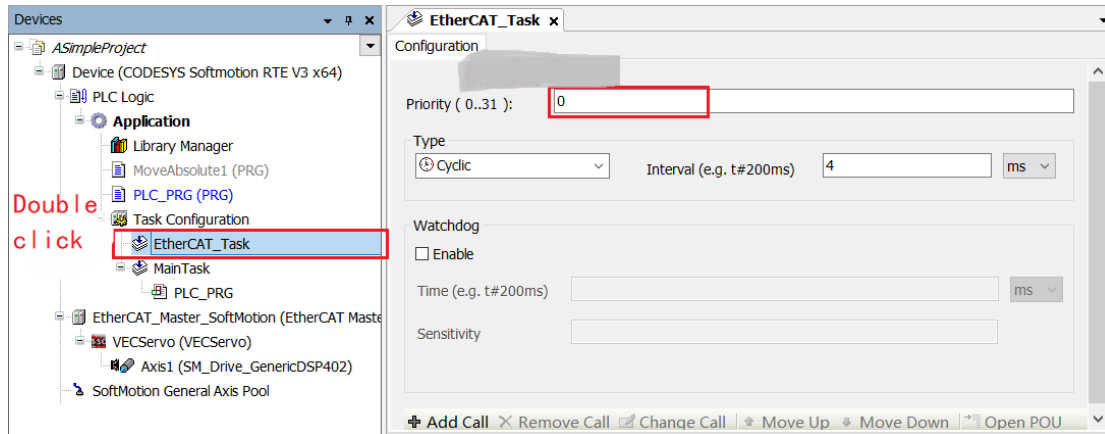 Devices
ASimpleProject
Device (CODESYS Softmotion RTE V3 x64)
PLC Logic
Application
Library Manager
MoveAbsolute1 (PRG)
PLC_PRG (PRG)
Task Configuration
EtherCAT_Task
MainTask
PLC_PRG
EtherCAT_Master_SoftMotion (EtherCAT Maste
VECServo (VECServo)
Axis1 (SM_Drive_GenericDSP402)
SoftMotion General Axis Pool
Double
click
EtherCAT_Task x
Configuration
Priority ( 0..31 ): 0
Type
Cyclic Interval (e.g. t#200ms) 4 ms
Watchdog
Enable
Time (e.g. t#200ms) ms
Sensitivity
Add Call Remove Call Change Call Move Up Move Down Open POU